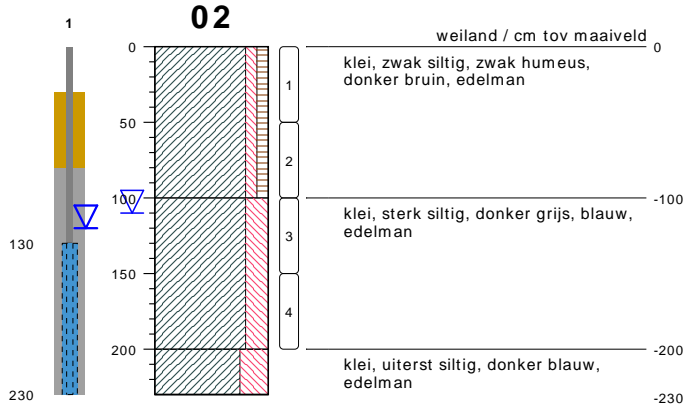 02
1
weiland / cm tov maaiveld
0
0
klei, zwak siltig, zwak humeus,
donker bruin, edelman
1
50
2
100
-100
klei, sterk siltig, donker grijs, blauw,
edelman
3
130
150
4
200
-200
klei, uiterst siltig, donker blauw,
edelman
230
-230